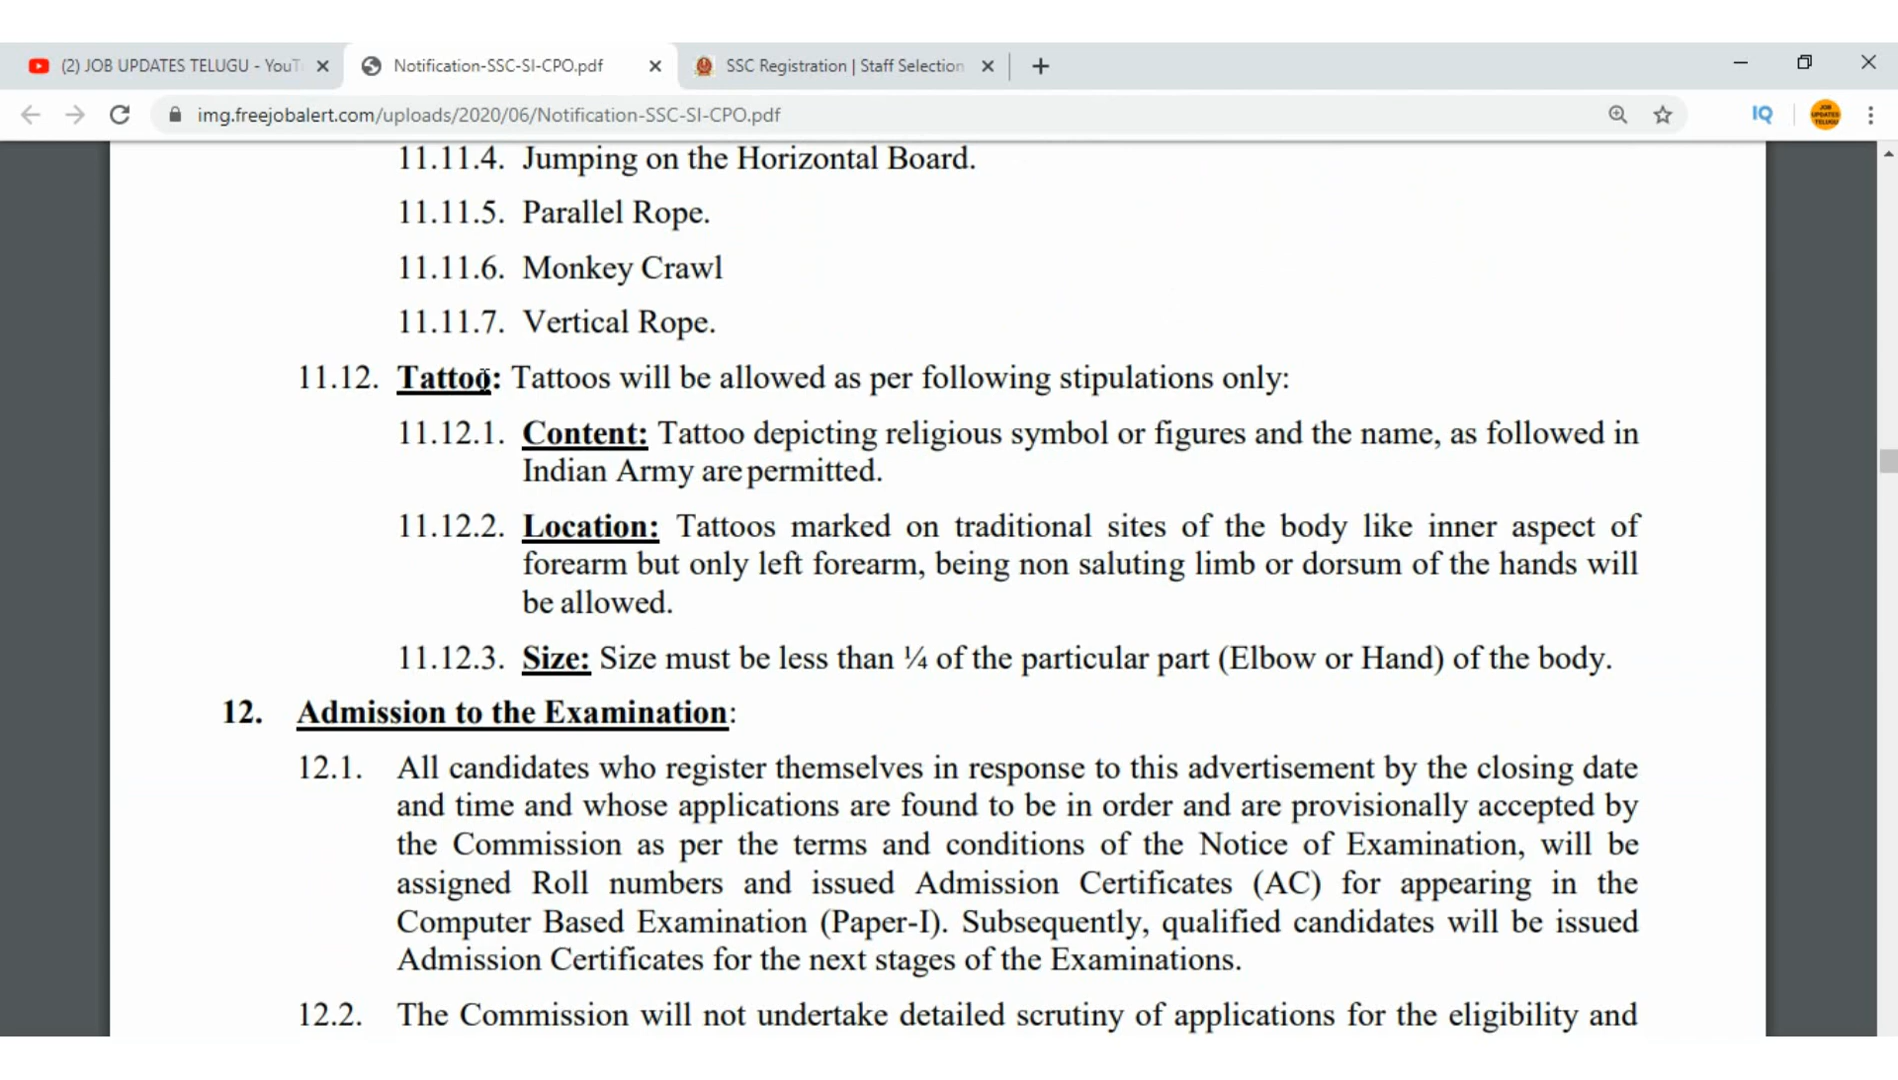 (2) JOB UPDATES TELUGU - YouT
Notification-SSC-SI-CPO.pdf
SSC Registration | Staff Selection
img.freejobalert.com/uploads/2020/06/Notification-SSC-SI-CPO.pdf
IQ
JOB
UPDATES
TELUGU
11.11.4. Jumping on the Horizontal Board.
11.11.5. Parallel Rope.
11.11.6. Monkey Crawl
11.11.7. Vertical Rope.
11.12. Tattoo: Tattoos will be allowed as per following stipulations only:
11.12.1. Content: Tattoo depicting religious symbol or figures and the name, as followed in
Indian Army are permitted.
11.12.2. Location: Tattoos marked on traditional sites of the body like inner aspect of
forearm but only left forearm, being non saluting limb or dorsum of the hands will
be allowed.
11.12.3. Size: Size must be less than ¼ of the particular part (Elbow or Hand) of the body.
12. Admission to the Examination:
12.1. All candidates who register themselves in response to this advertisement by the closing date
and time and whose applications are found to be in order and are provisionally accepted by
the Commission as per the terms and conditions of the Notice of Examination, will be
assigned Roll numbers and issued Admission Certificates (AC) for appearing in the
Computer Based Examination (Paper-I). Subsequently, qualified candidates will be issued
Admission Certificates for the next stages of the Examinations.
12.2. The Commission will not undertake detailed scrutiny of applications for the eligibility and